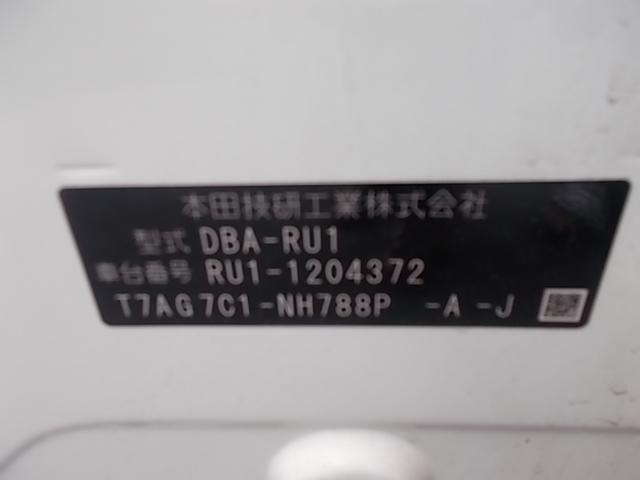 本田技研工業株式会社
型式 DBA-RU1
車台番号 RU1-1204372
T7AG7C1-NH788P -A -J